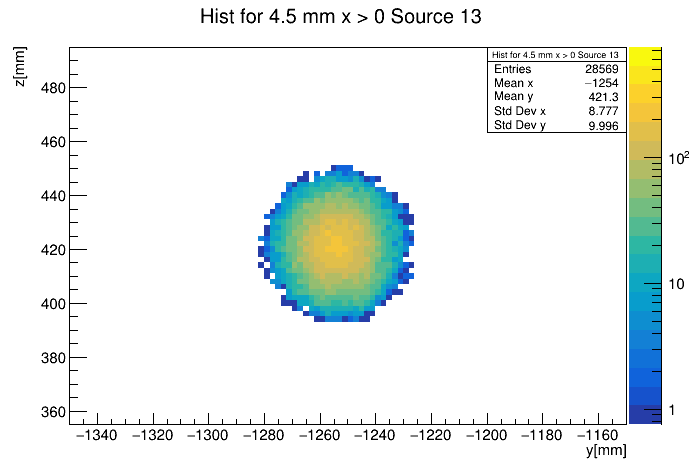 Hist for 4.5 mm x > 0 Source 13
z[mm]
Hist for 4.5 mm x > 0 Source 13
Entries 28569
Mean x −1254
Mean y 421.3
Std Dev x 8.777
Std Dev y 9.996
480
460
440
420
400
380
360
10²
10
1
−1340 −1320 −1300 −1280 −1260 −1240 −1220 −1200 −1180 −1160
y[mm]